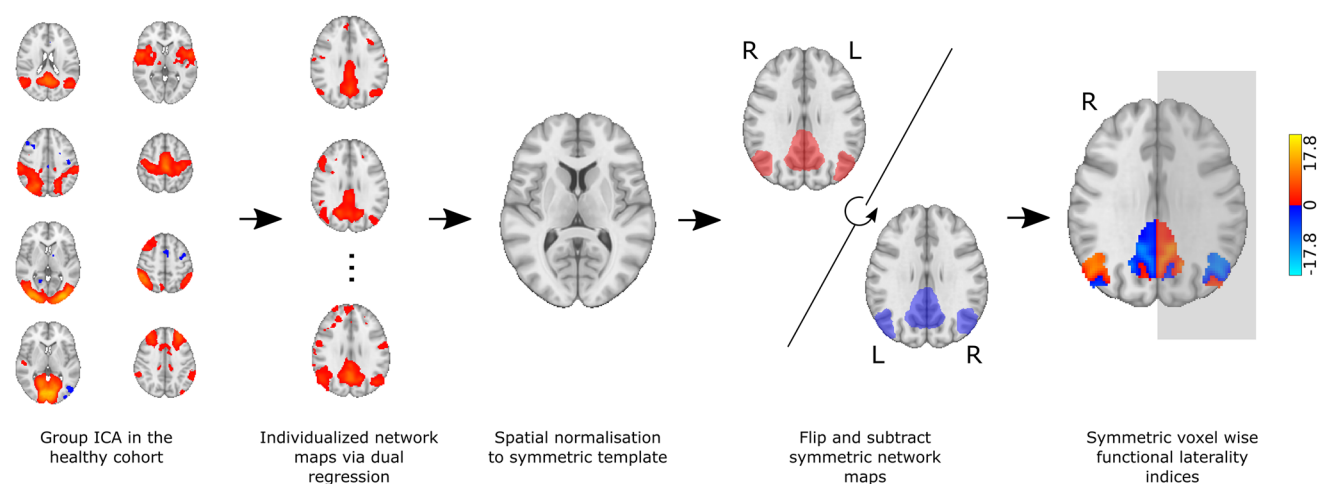 R
L
L
R
R
17.8
0
-17.8
Group ICA in the
healthy cohort
Individualized network
maps via dual
regression
Spatial normalisation
to symmetric template
Flip and subtract
symmetric network
maps
Symmetric voxel wise
functional laterality
indices